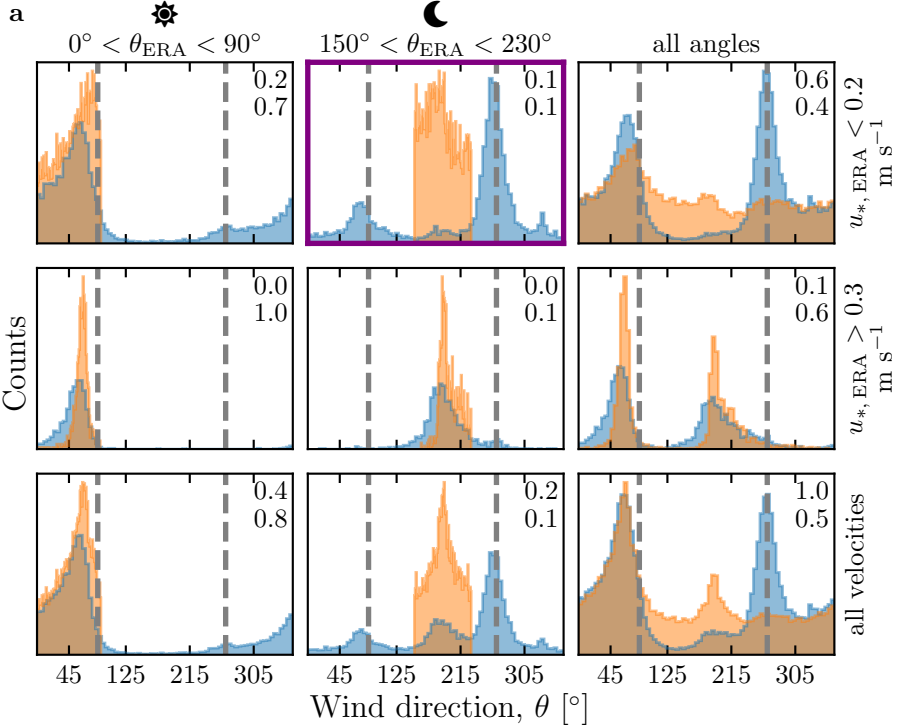 a
0° < θ_ERA < 90°
150° < θ_ERA < 230°
all angles
0.2
0.7
0.1
0.1
0.6
0.4
u_{*, ERA} < 0.2
m s⁻¹
0.0
1.0
0.0
0.1
0.1
0.6
u_{*, ERA} > 0.3
m s⁻¹
Counts
0.4
0.8
0.2
0.1
1.0
0.5
all velocities
45 125 215 305 45 125 215 305 45 125 215 305
Wind direction, θ [°]